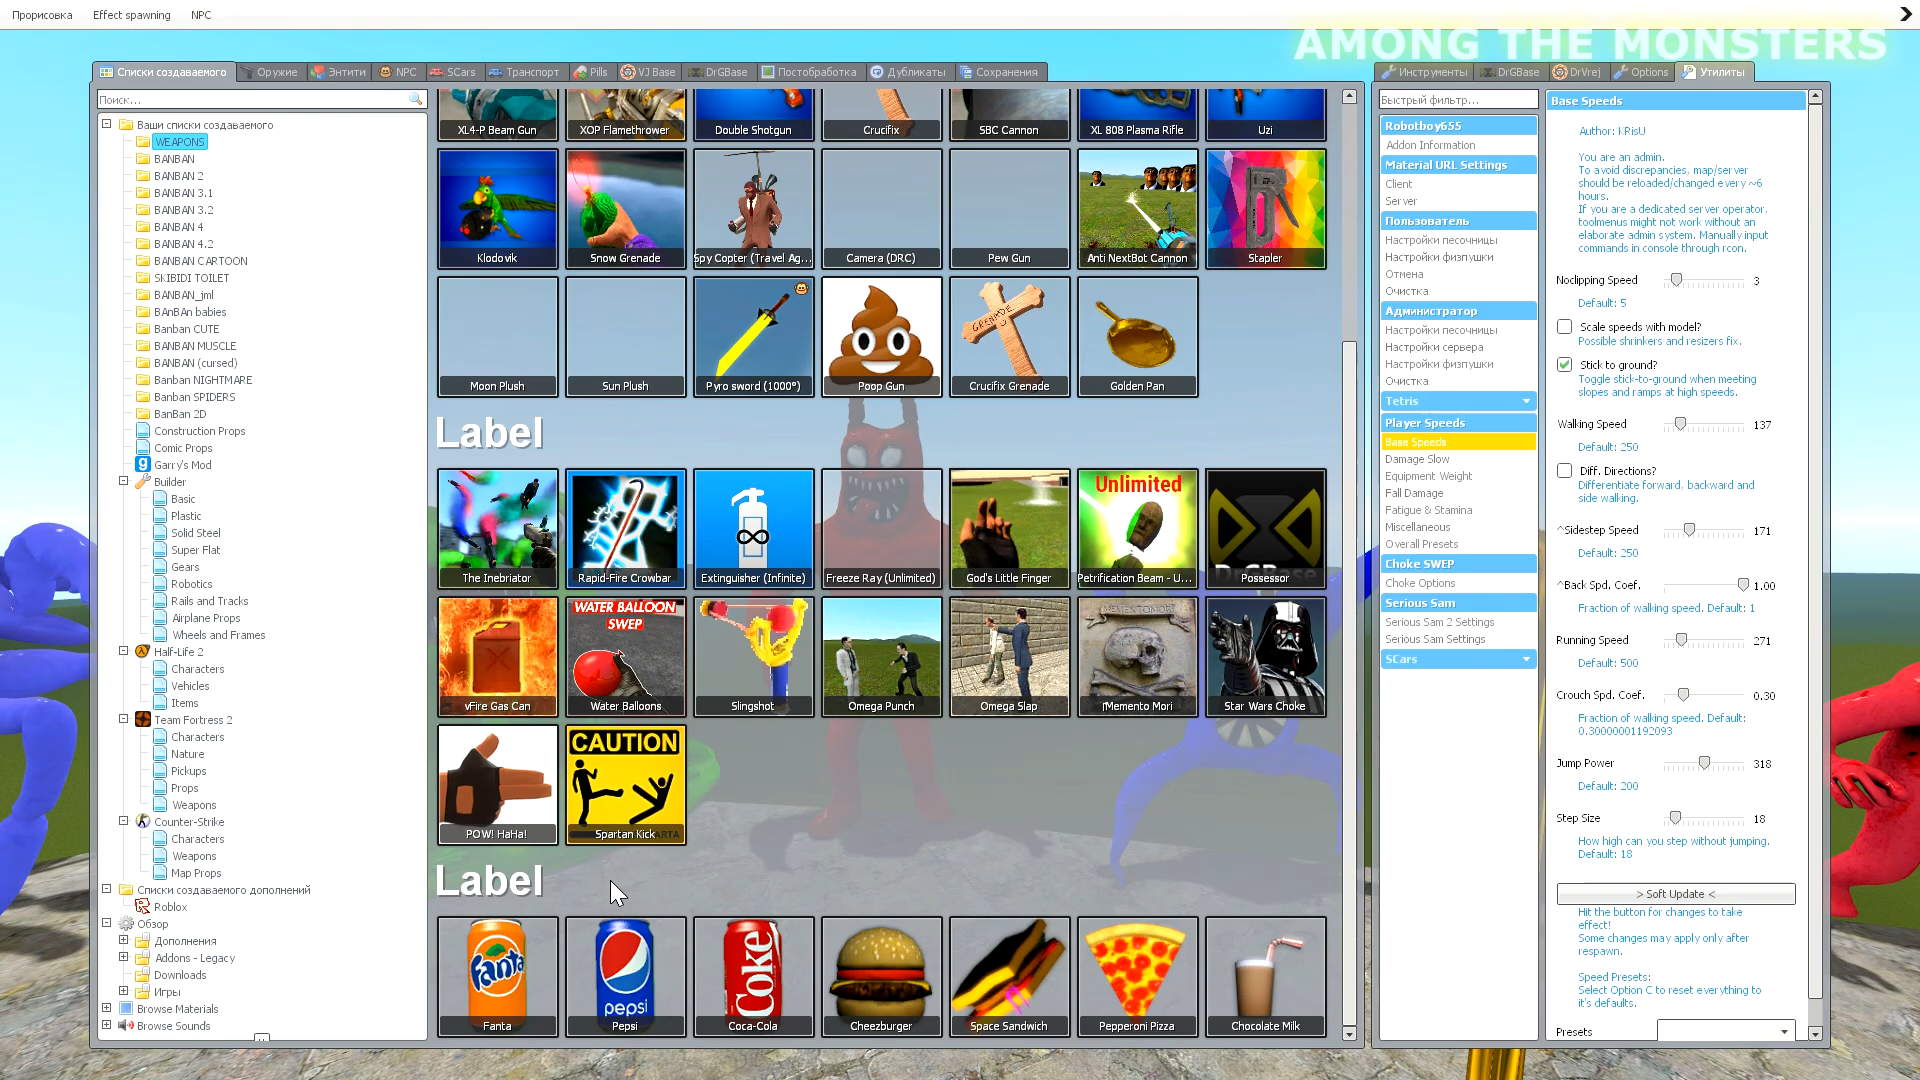 Прорисовка Effect spawning NPC
AMONG THE MONSTERS
Списки создаваемого Оружие Энтити NPC SCars Транспорт Pills VJ Base DrGBase Постобработка Дубликаты Сохранения
Поиск...
Ваши списки создаваемого
WEAPONS
BANBAN
BANBAN 2
BANBAN 3.1
BANBAN 3.2
BANBAN 4
BANBAN 4.2
BANBAN CARTOON
SKIBIDI TOILET
BANBAN_jml
BAnBAn babies
Banban CUTE
BANBAN MUSCLE
BANBAN (cursed)
Banban NIGHTMARE
Banban SPIDERS
BanBan 2D
Construction Props
Comic Props
Garry's Mod
Builder
Basic
Plastic
Solid Steel
Super Flat
Gears
Robotics
Rails and Tracks
Airplane Props
Wheels and Frames
Half-Life 2
Characters
Vehicles
Items
Team Fortress 2
Characters
Nature
Pickups
Props
Weapons
Counter-Strike
Characters
Weapons
Map Props
Списки создаваемого дополнений
Roblox
Обзор
Дополнения
Addons - Legacy
Downloads
Игры
Browse Materials
Browse Sounds
XL4-P Beam Gun XOP Flamethrower Double Shotgun Crucifix SBC Cannon XL 808 Plasma Rifle Uzi
Klodovik Snow Grenade Spy Copter (Travel Ag... Camera (DRC) Pew Gun Anti NextBot Cannon Stapler
GRENADE
Moon Plush Sun Plush Pyro sword (1000°) Poop Gun Crucifix Grenade Golden Pan
Label
Unlimited
The Inebriator Rapid-Fire Crowbar Extinguisher (Infinite) Freeze Ray (Unlimited) God's Little Finger Petrification Beam - U... Possessor
WATER BALLOON
SWEP
MEMENTO MORI
vFire Gas Can Water Balloons Slingshot Omega Punch Omega Slap Memento Mori Star Wars Choke
CAUTION
POW! HaHa! Spartan Kick
Label
Fanta
pepsi
Coke
Fanta Pepsi Coca-Cola Cheezburger Space Sandwich Pepperoni Pizza Chocolate Milk
Инструменты DrGBase DrVrej Options Утилиты
Быстрый фильтр...
Robotboy655
Addon Information
Material URL Settings
Client
Server
Пользователь
Настройки песочницы
Настройки физпушки
Отмена
Очистка
Администратор
Настройки песочницы
Настройки сервера
Настройки физпушки
Очистка
Tetris
Player Speeds
Base Speeds
Damage Slow
Equipment Weight
Fall Damage
Fatigue & Stamina
Miscellaneous
Overall Presets
Choke SWEP
Choke Options
Serious Sam
Serious Sam 2 Settings
Serious Sam Settings
SCars
Base Speeds
Author: KRisU
You are an admin.
To avoid discrepancies, map/server
should be reloaded/changed every ~6
hours.
If you are a dedicated server operator,
toolmenus might not work without an
elaborate admin system. Manually input
commands in console through rcon.
Noclipping Speed 3
Default: 5
Scale speeds with model?
Possible shrinkers and resizers fix.
Stick to ground?
Toggle stick-to-ground when meeting
slopes and ramps at high speeds.
Walking Speed 137
Default: 250
Diff. Directions?
Differentiate forward, backward and
side walking.
^Sidestep Speed 171
Default: 250
^Back Spd. Coef. 1.00
Fraction of walking speed. Default: 1
Running Speed 271
Default: 500
Crouch Spd. Coef. 0.30
Fraction of walking speed. Default:
0.30000001192093
Jump Power 318
Default: 200
Step Size 18
How high can you step without jumping.
Default: 18
> Soft Update <
Hit the button for changes to take
effect!
Some changes may apply only after
respawn.
Speed Presets:
Select Option C to reset everything to
it's defaults.
Presets